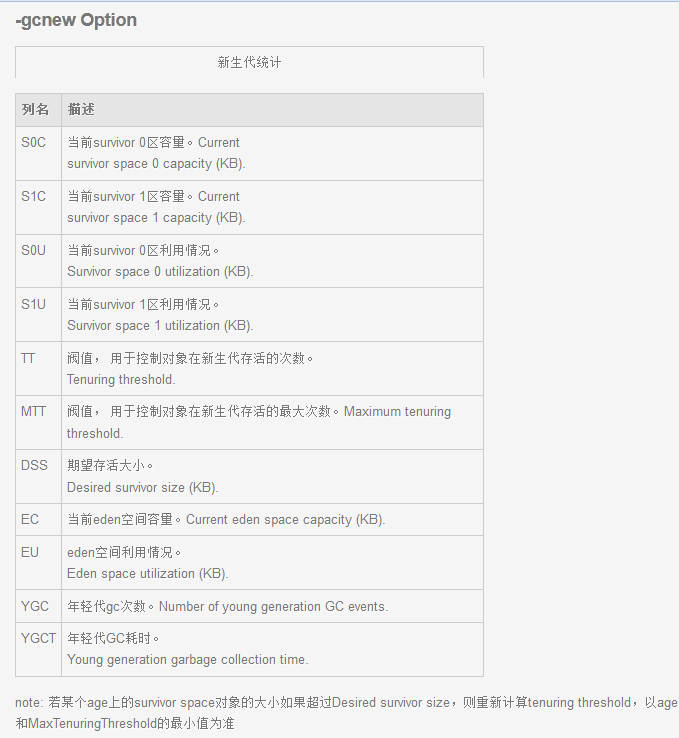 -gcnew Option
新生代统计
列名 描述
S0C 当前survivor 0区容量。Current
survivor space 0 capacity (KB).
S1C 当前survivor 1区容量。Current
survivor space 1 capacity (KB).
S0U 当前survivor 0区利用情况。
Survivor space 0 utilization (KB).
S1U 当前survivor 1区利用情况。
Survivor space 1 utilization (KB).
TT 阀值， 用于控制对象在新生代存活的次数。
Tenuring threshold.
MTT 阀值， 用于控制对象在新生代存活的最大次数。Maximum tenuring
threshold.
DSS 期望存活大小。
Desired survivor size (KB).
EC 当前eden空间容量。Current eden space capacity (KB).
EU eden空间利用情况。
Eden space utilization (KB).
YGC 年轻代gc次数。Number of young generation GC events.
YGCT 年轻代GC耗时。
Young generation garbage collection time.
note: 若某个age上的survivor space对象的大小如果超过Desired survivor size，则重新计算tenuring threshold，以age
和MaxTenuringThreshold的最小值为准